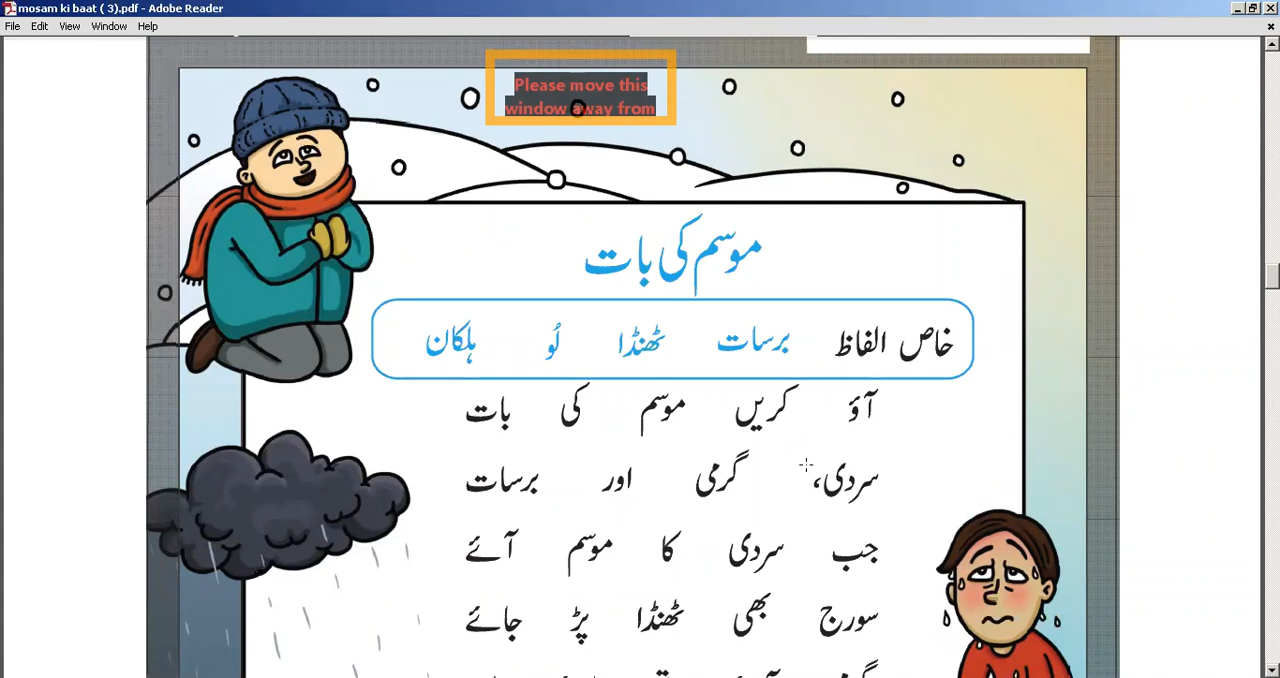 mosam ki baat ( 3).pdf - Adobe Reader
File Edit View Window Help
Please move this
window away from
موسم کی بات
خاص الفاظ برسات ٹھنڈا لُو ہلکان
آؤ کریں موسم کی بات
سردی، گرمی اور برسات
جب سردی کا موسم آئے
سورج بھی ٹھنڈا پڑ جائے